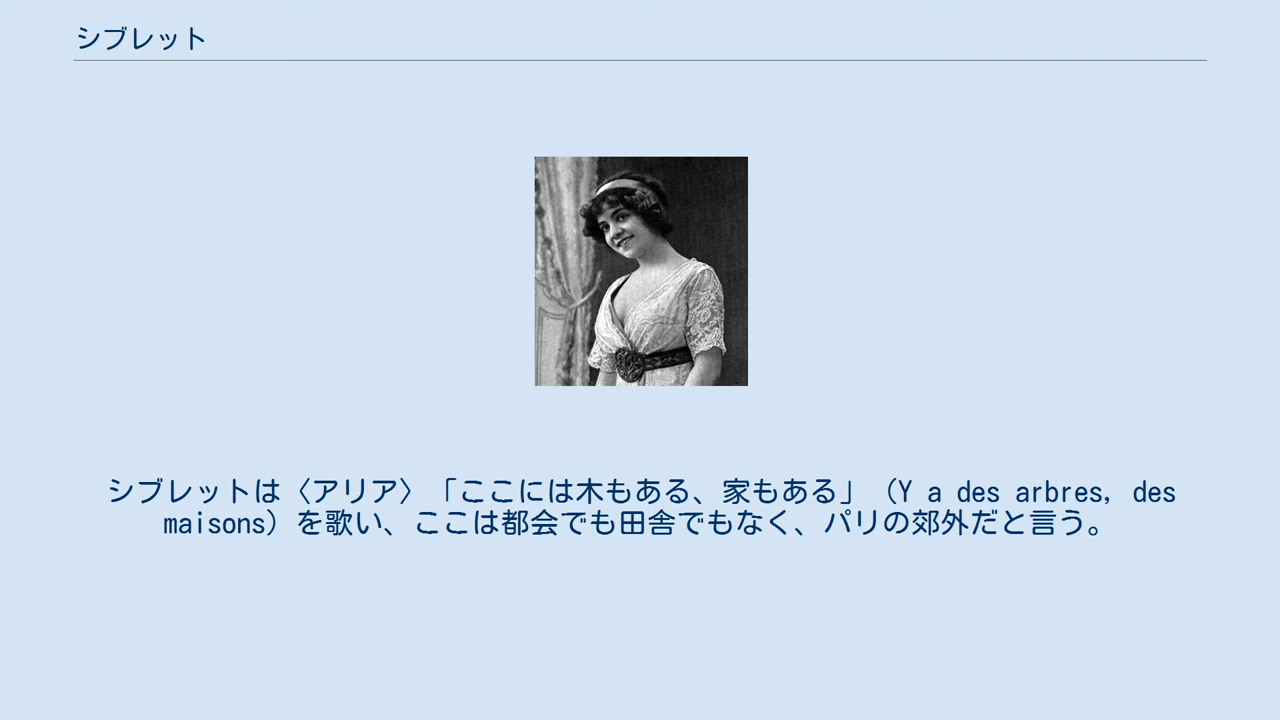 シブレット
シブレットは〈アリア〉「ここには木もある、家もある」（Y a des arbres, des
maisons）を歌い、ここは都会でも田舎でもなく、パリの郊外だと言う。